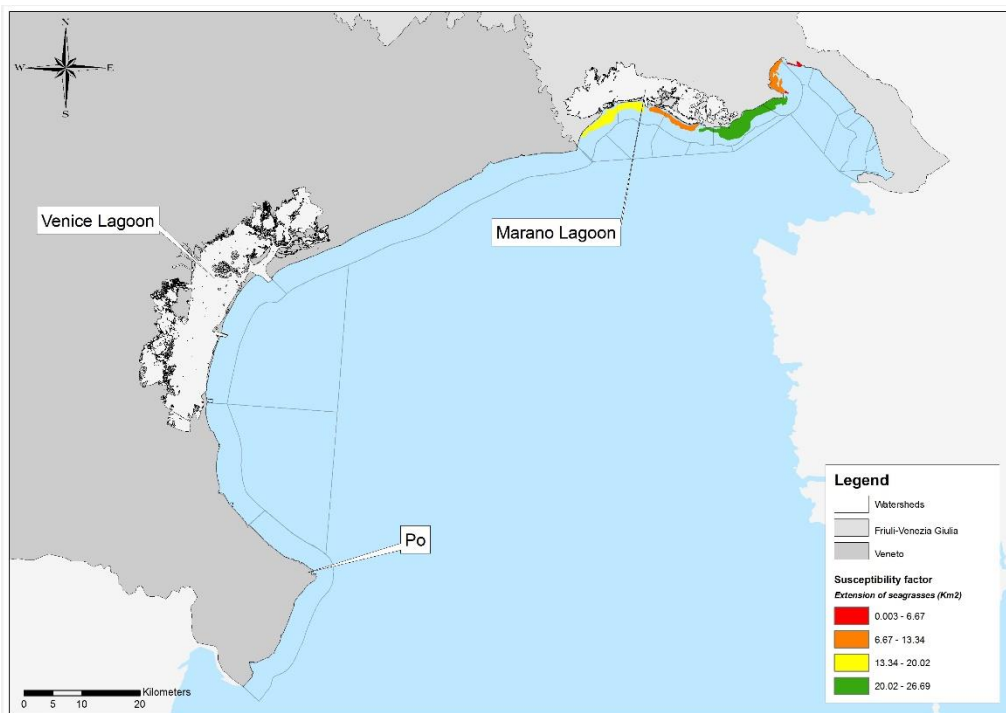 N
W E
S
Venice Lagoon
Marano Lagoon
Po
Legend
Watersheds
Friuli-Venezia Giulia
Veneto
Susceptibility factor
Extension of seagrasses (Km2)
0.003 - 6.67
6.67 - 13.34
13.34 - 20.02
20.02 - 26.69
Kilometers
0 5 10 20